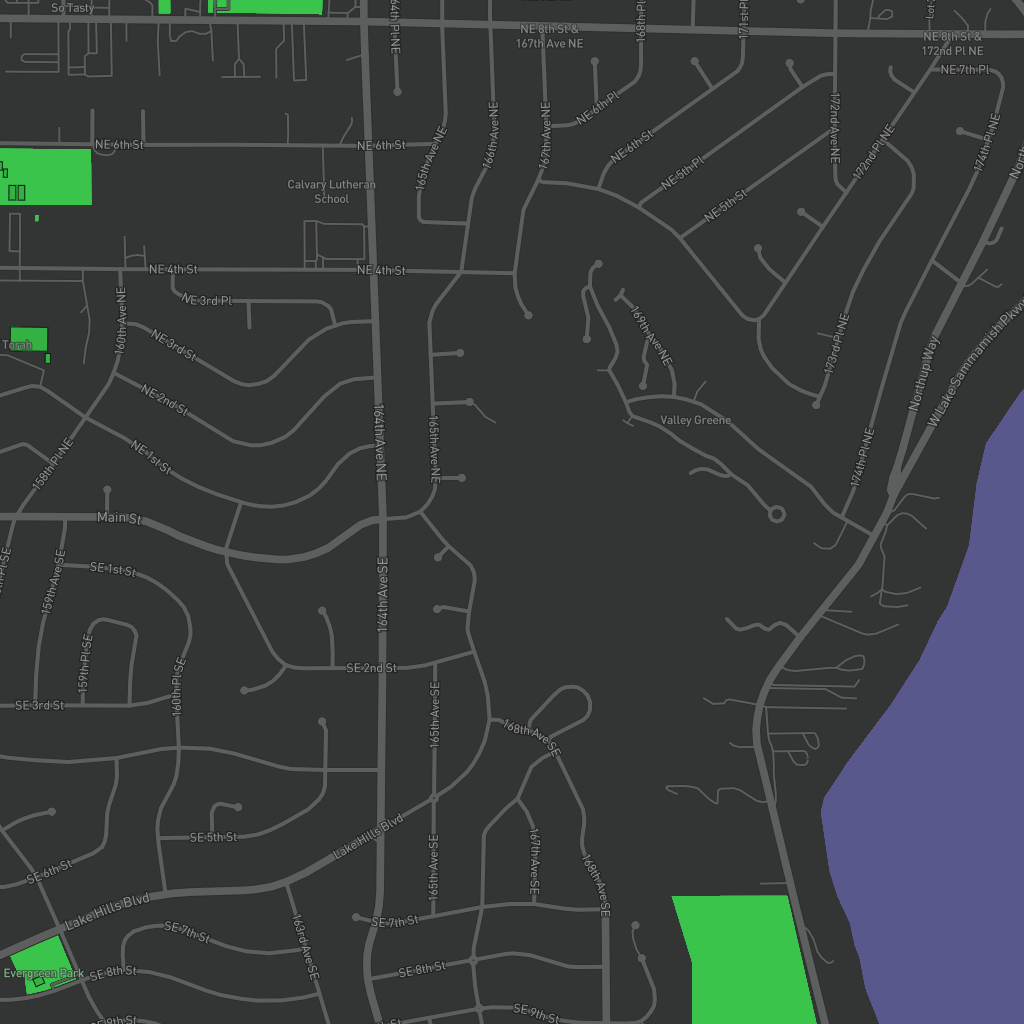 So Tasty
164th Pl NE
168th Pl NE
171st Pl NE
NE 8th St &
167th Ave NE
NE 8th St &
172nd Pl NE
NE 7th Pl
NE 6th Pl
172nd Ave NE
172nd Pl NE
174th Pl NE
NE 6th St
NE 6th St
165th Ave NE
166th Ave NE
167th Ave NE
NE 6th St
NE 5th Pl
NE 5th St
Calvary Lutheran
School
NE 4th St
NE 4th St
NE 3rd Pl
160th Ave NE
NE 3rd St
Torah
169th Ave NE
173rd Pl NE
Northup Way
W Lake Sammamish Pkwy
NE 2nd St
164th Ave NE
165th Ave NE
Valley Greene
174th Pl NE
NE 1st St
158th Pl NE
Main St
SE 1st St
159th Ave SE
164th Ave SE
159th Pl SE
160th Pl SE
SE 2nd St
SE 3rd St
165th Ave SE
168th Ave SE
Lake Hills Blvd
SE 5th St
SE 6th St
165th Ave SE
167th Ave SE
168th Ave SE
Lake Hills Blvd
SE 7th St
SE 7th St
163rd Ave SE
Evergreen Park
SE 8th St
SE 8th St
SE 9th St
SE 9th St